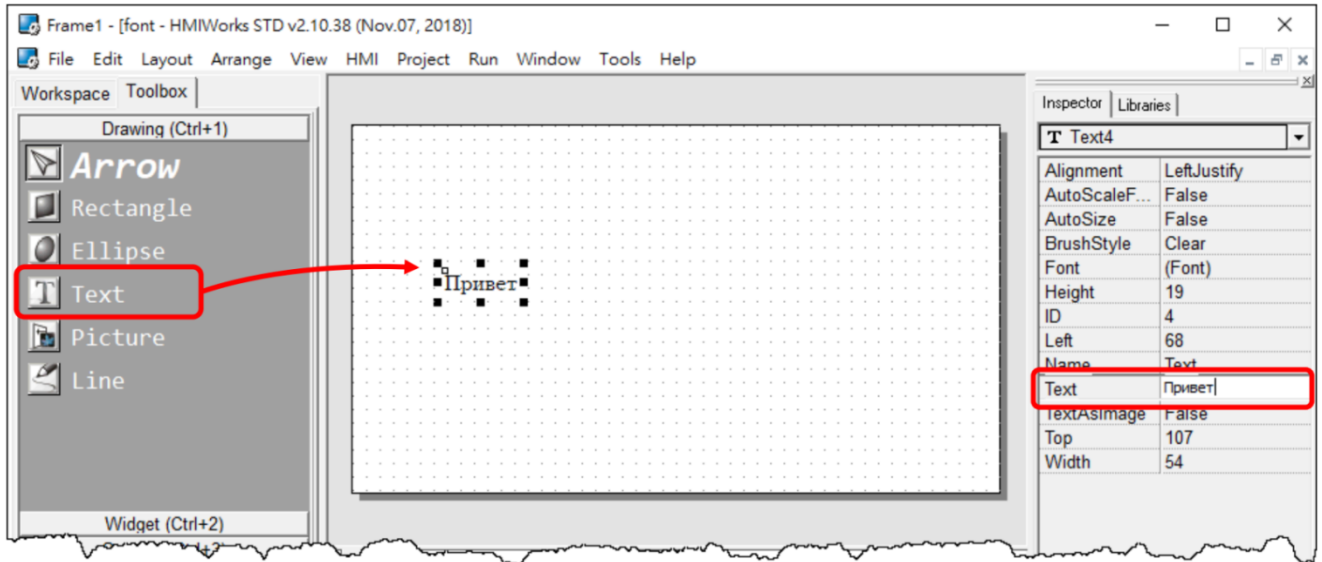 Frame1 - [font - HMIWorks STD v2.10.38 (Nov.07, 2018)]
File Edit Layout Arrange View HMI Project Run Window Tools Help
Workspace Toolbox
Drawing (Ctrl+1)
Arrow
Rectangle
Ellipse
Text
Picture
Line
Widget (Ctrl+2)
Привет
Inspector Libraries
T Text4
Alignment LeftJustify
AutoScaleF... False
AutoSize False
BrushStyle Clear
Font (Font)
Height 19
ID 4
Left 68
Name Text
Text Привет
TextAsImage False
Top 107
Width 54